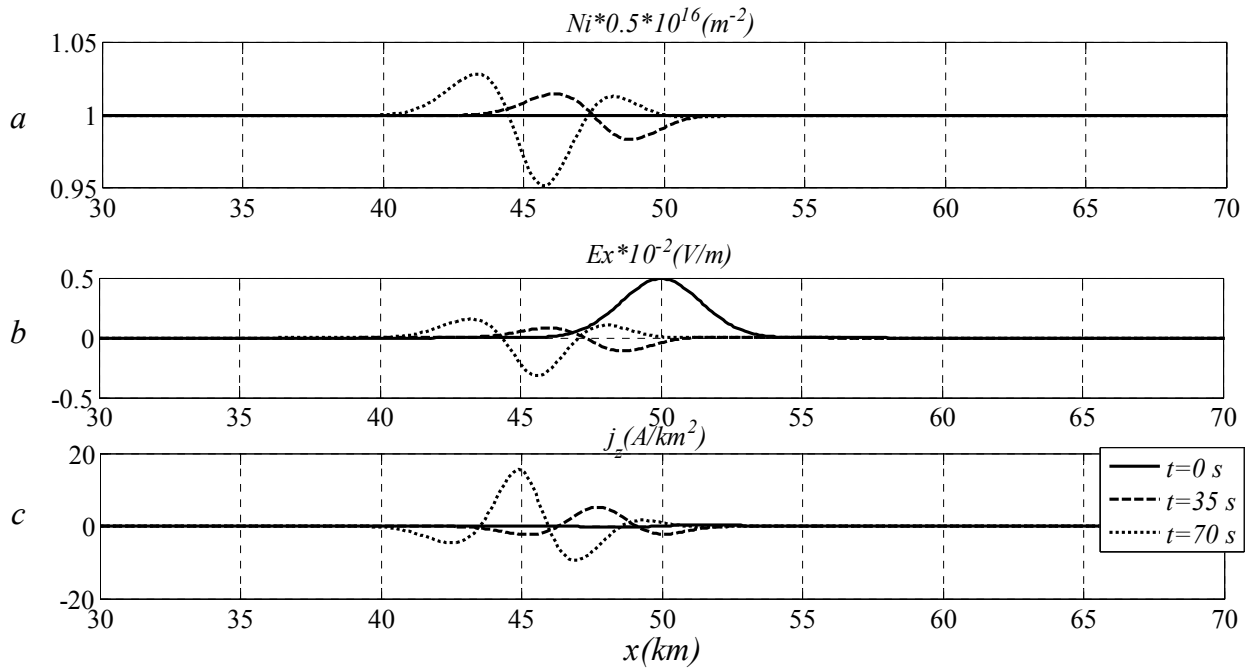 Ni*0.5*10^16(m^-2)
1.05
a
1
0.95
30 35 40 45 50 55 60 65 70
Ex*10^-2(V/m)
0.5
b
0
-0.5
30 35 40 45 50 55 60 65 70
j_z(A/km^2)
20
c
0
-20
t=0 s
t=35 s
t=70 s
30 35 40 45 50 55 60 65 70
x(km)